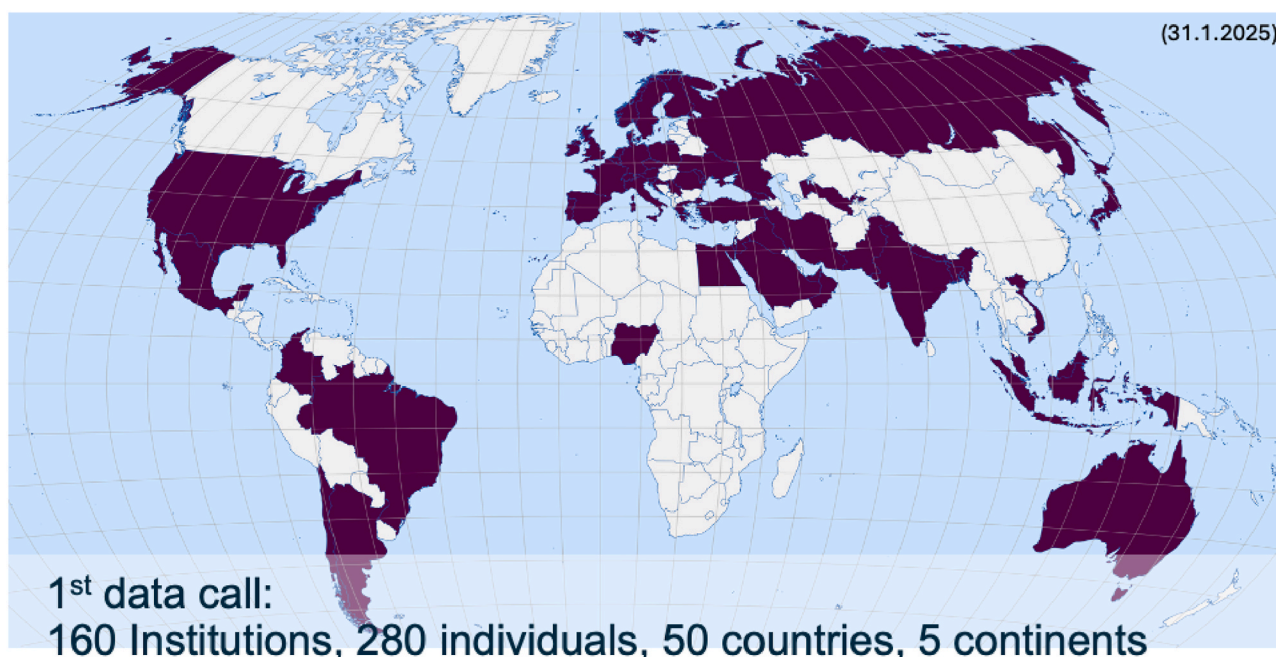 (31.1.2025)
1st data call:
160 Institutions, 280 individuals, 50 countries, 5 continents